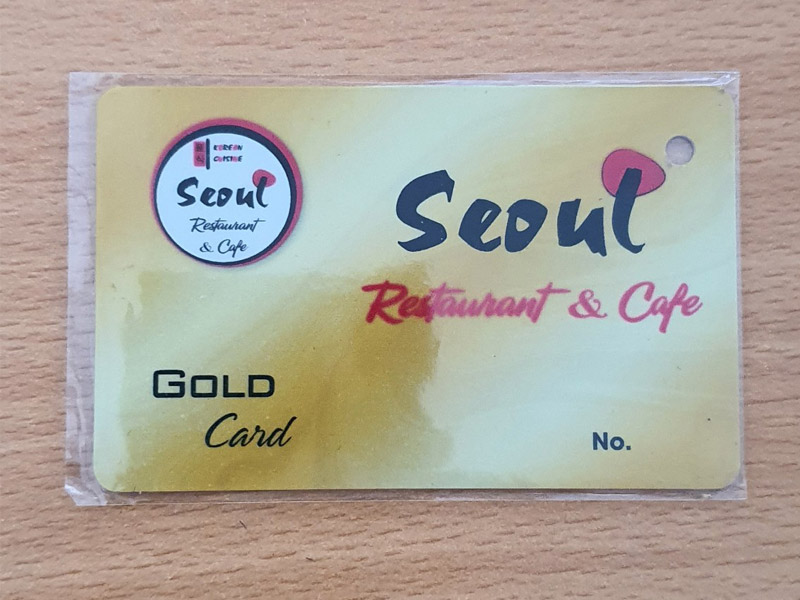 KOREAN
CUISINE
Seoul
Restaurant
& Cafe
Seoul
Restaurant & Cafe
GOLD
Card
No.